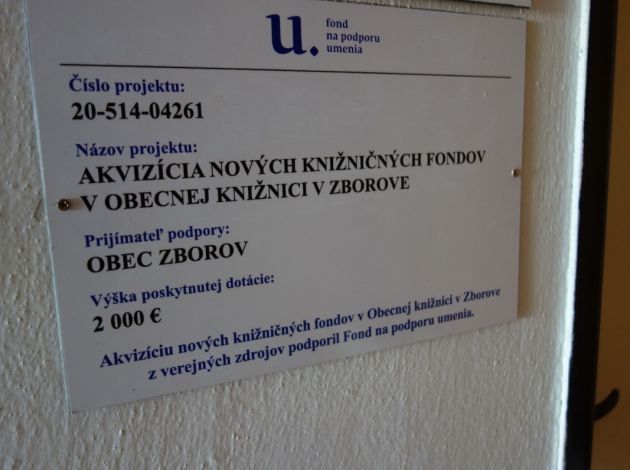 u. fond
na podporu
umenia
Číslo projektu:
20-514-04261
Názov projektu:
AKVIZÍCIA NOVÝCH KNIŽNIČNÝCH FONDOV
V OBECNEJ KNIŽNICI V ZBOROVE
Prijímateľ podpory:
OBEC ZBOROV
Výška poskytnutej dotácie:
2 000 €
Akvizíciu nových knižničných fondov v Obecnej knižnici v Zborove
z verejných zdrojov podporil Fond na podporu umenia.